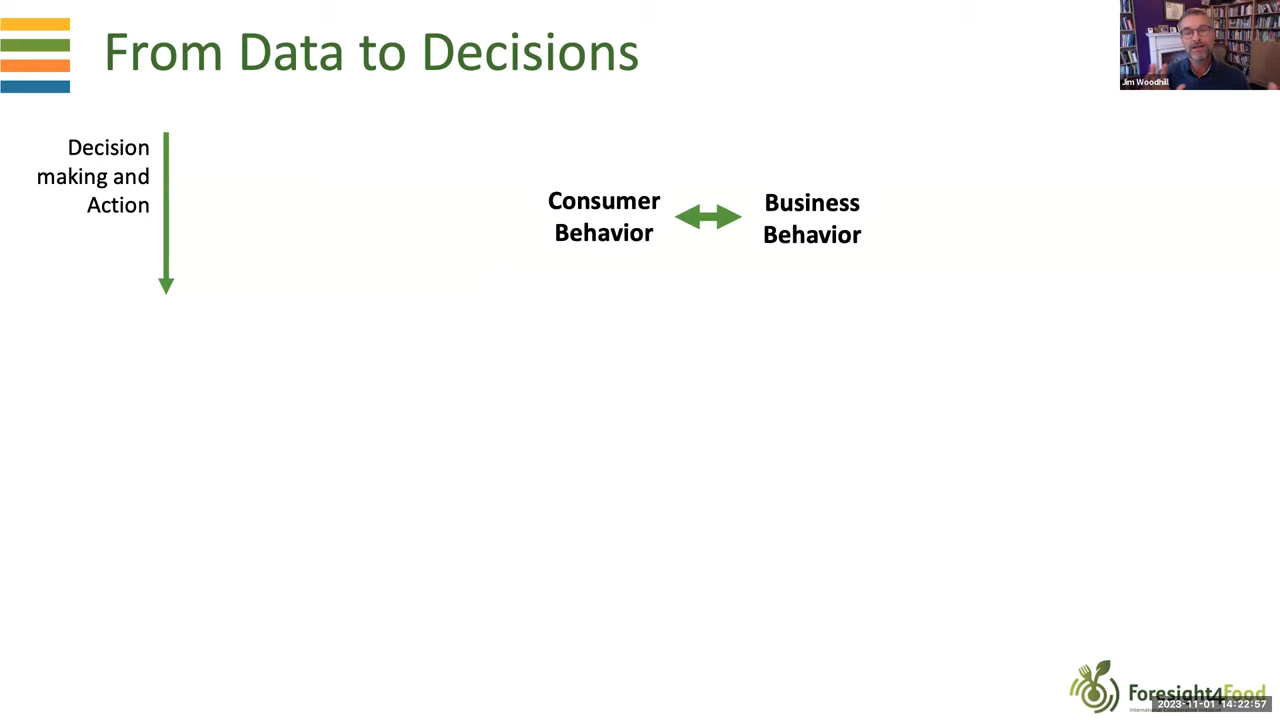 From Data to Decisions
Jim Woodhill
Decision
making and
Action
Consumer
Behavior
Business
Behavior
Foresight4Food
2023-11-01 14:22:57